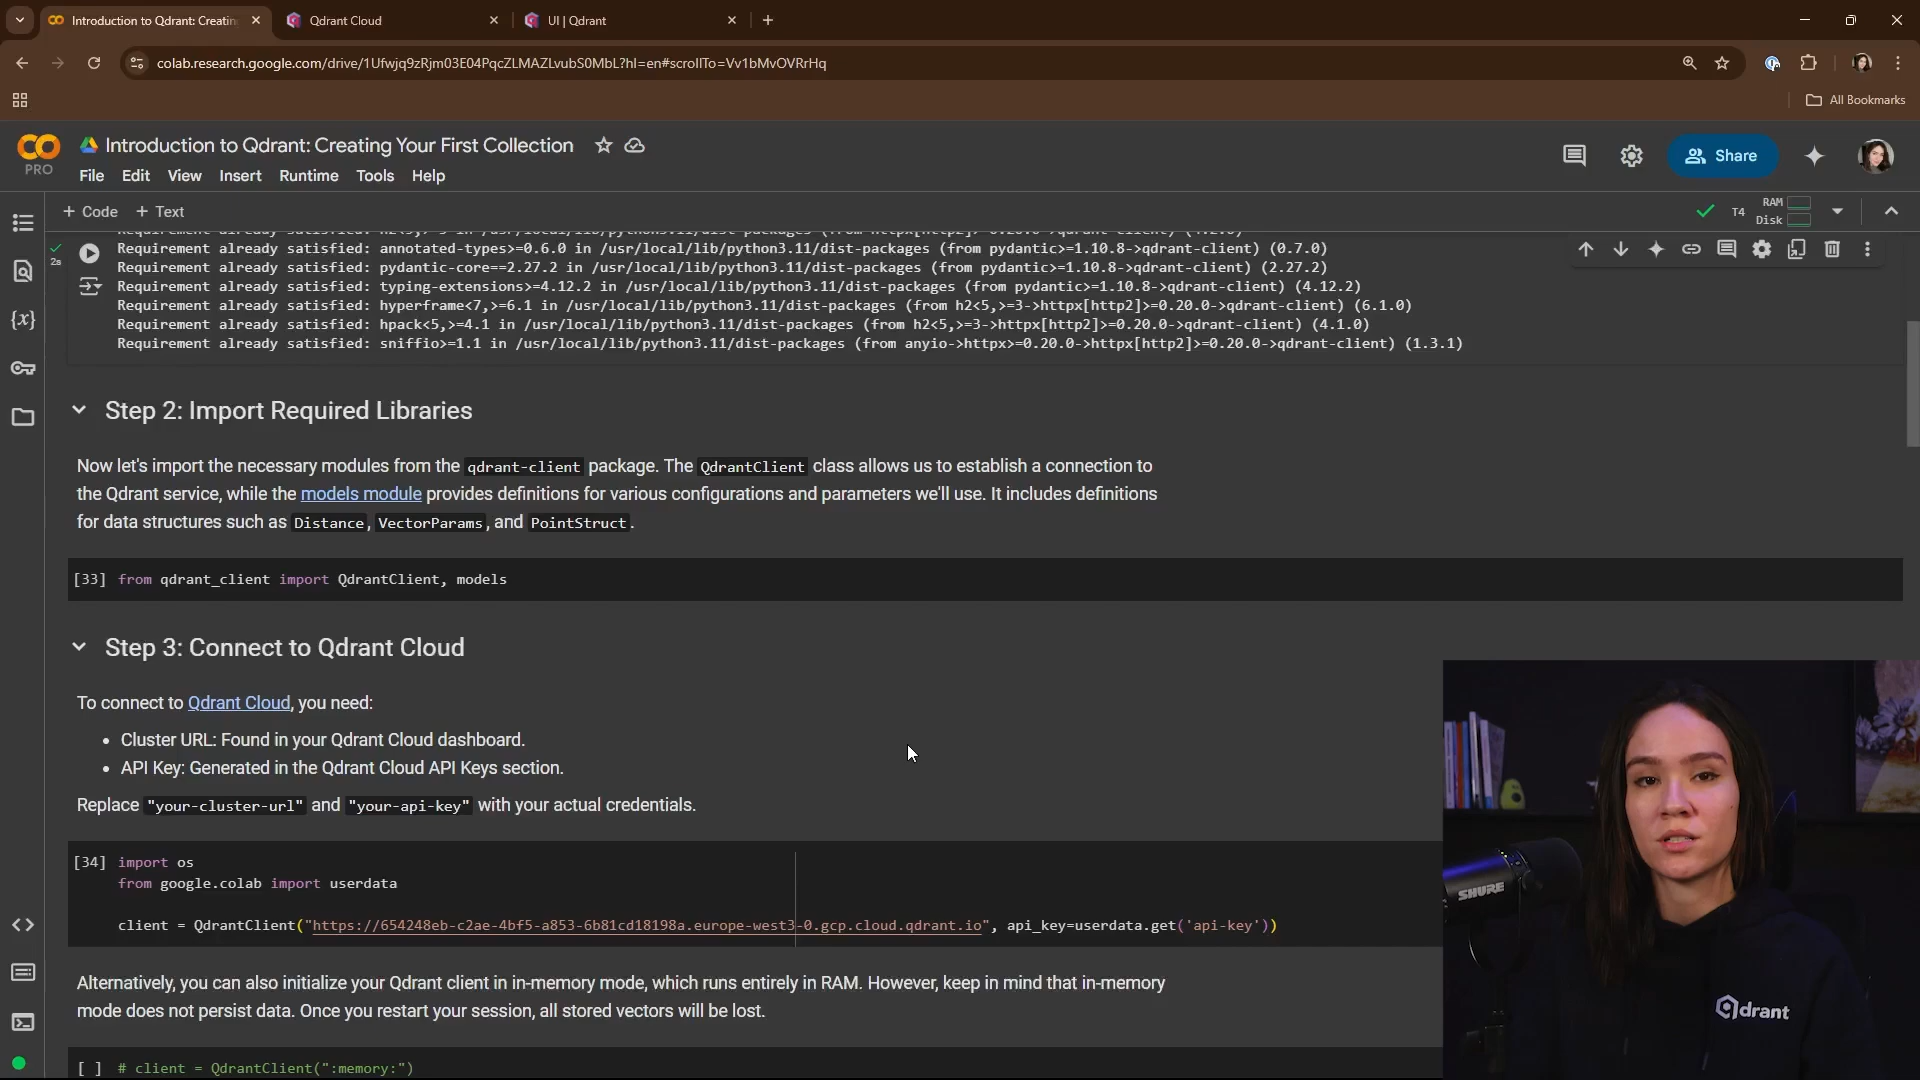 Introduction to Qdrant: Creatin
Qdrant Cloud
UI | Qdrant
colab.research.google.com/drive/1Ufwjq9zRjm03E04PqcZLMAZLvubS0MbL?hl=en#scrollTo=Vv1bMvOVRrHq
All Bookmarks
PRO
Introduction to Qdrant: Creating Your First Collection
Share
File Edit View Insert Runtime Tools Help
+ Code + Text
T4 RAM
Disk
2s
Requirement already satisfied: annotated-types>=0.6.0 in /usr/local/lib/python3.11/dist-packages (from pydantic>=1.10.8->qdrant-client) (0.7.0)
Requirement already satisfied: pydantic-core==2.27.2 in /usr/local/lib/python3.11/dist-packages (from pydantic>=1.10.8->qdrant-client) (2.27.2)
Requirement already satisfied: typing-extensions>=4.12.2 in /usr/local/lib/python3.11/dist-packages (from pydantic>=1.10.8->qdrant-client) (4.12.2)
Requirement already satisfied: hyperframe<7,>=6.1 in /usr/local/lib/python3.11/dist-packages (from h2<5,>=3->httpx[http2]>=0.20.0->qdrant-client) (6.1.0)
Requirement already satisfied: hpack<5,>=4.1 in /usr/local/lib/python3.11/dist-packages (from h2<5,>=3->httpx[http2]>=0.20.0->qdrant-client) (4.1.0)
Requirement already satisfied: sniffio>=1.1 in /usr/local/lib/python3.11/dist-packages (from anyio->httpx>=0.20.0->httpx[http2]>=0.20.0->qdrant-client) (1.3.1)
Step 2: Import Required Libraries
Now let's import the necessary modules from the qdrant-client package. The QdrantClient class allows us to establish a connection to
the Qdrant service, while the models module provides definitions for various configurations and parameters we'll use. It includes definitions
for data structures such as Distance, VectorParams, and PointStruct.
[33] from qdrant_client import QdrantClient, models
Step 3: Connect to Qdrant Cloud
To connect to Qdrant Cloud, you need:
• Cluster URL: Found in your Qdrant Cloud dashboard.
• API Key: Generated in the Qdrant Cloud API Keys section.
Replace "your-cluster-url" and "your-api-key" with your actual credentials.
[34] import os
from google.colab import userdata
client = QdrantClient("https://654248eb-c2ae-4bf5-a853-6b81cd18198a.europe-west3-0.gcp.cloud.qdrant.io", api_key=userdata.get('api-key'))
Alternatively, you can also initialize your Qdrant client in in-memory mode, which runs entirely in RAM. However, keep in mind that in-memory
mode does not persist data. Once you restart your session, all stored vectors will be lost.
[ ] # client = QdrantClient(":memory:")
SHURE
qdrant